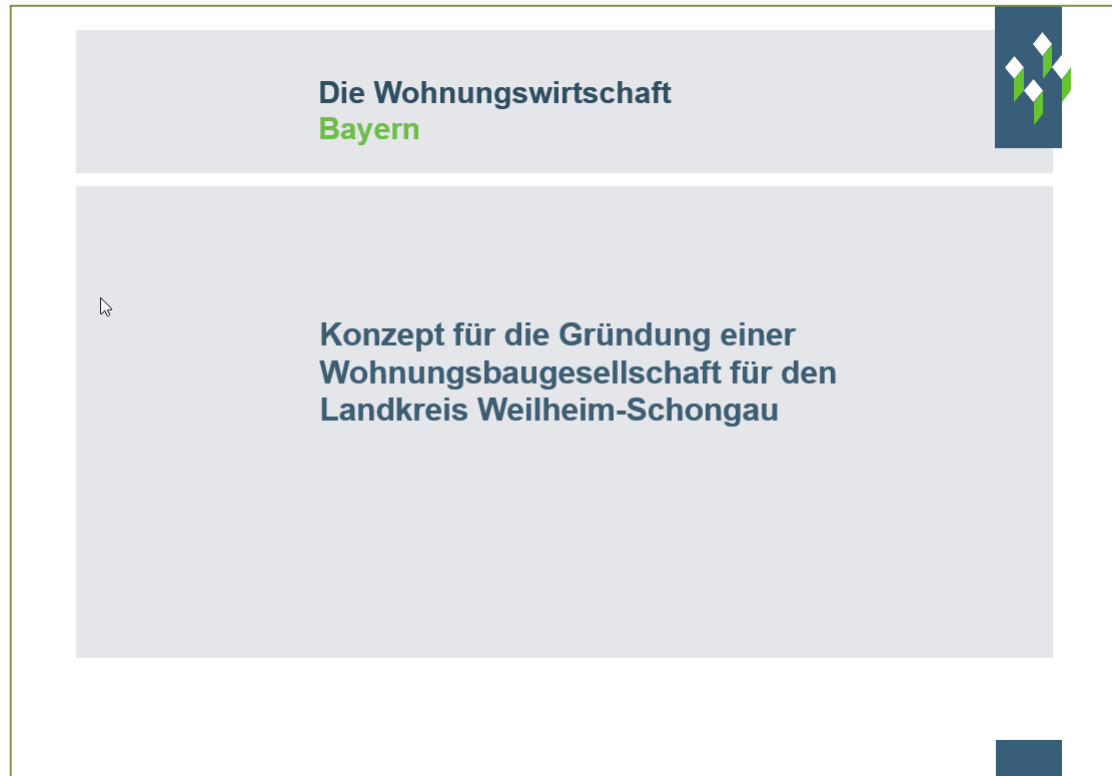 Die Wohnungswirtschaft
Bayern
Konzept für die Gründung einer
Wohnungsbaugesellschaft für den
Landkreis Weilheim-Schongau